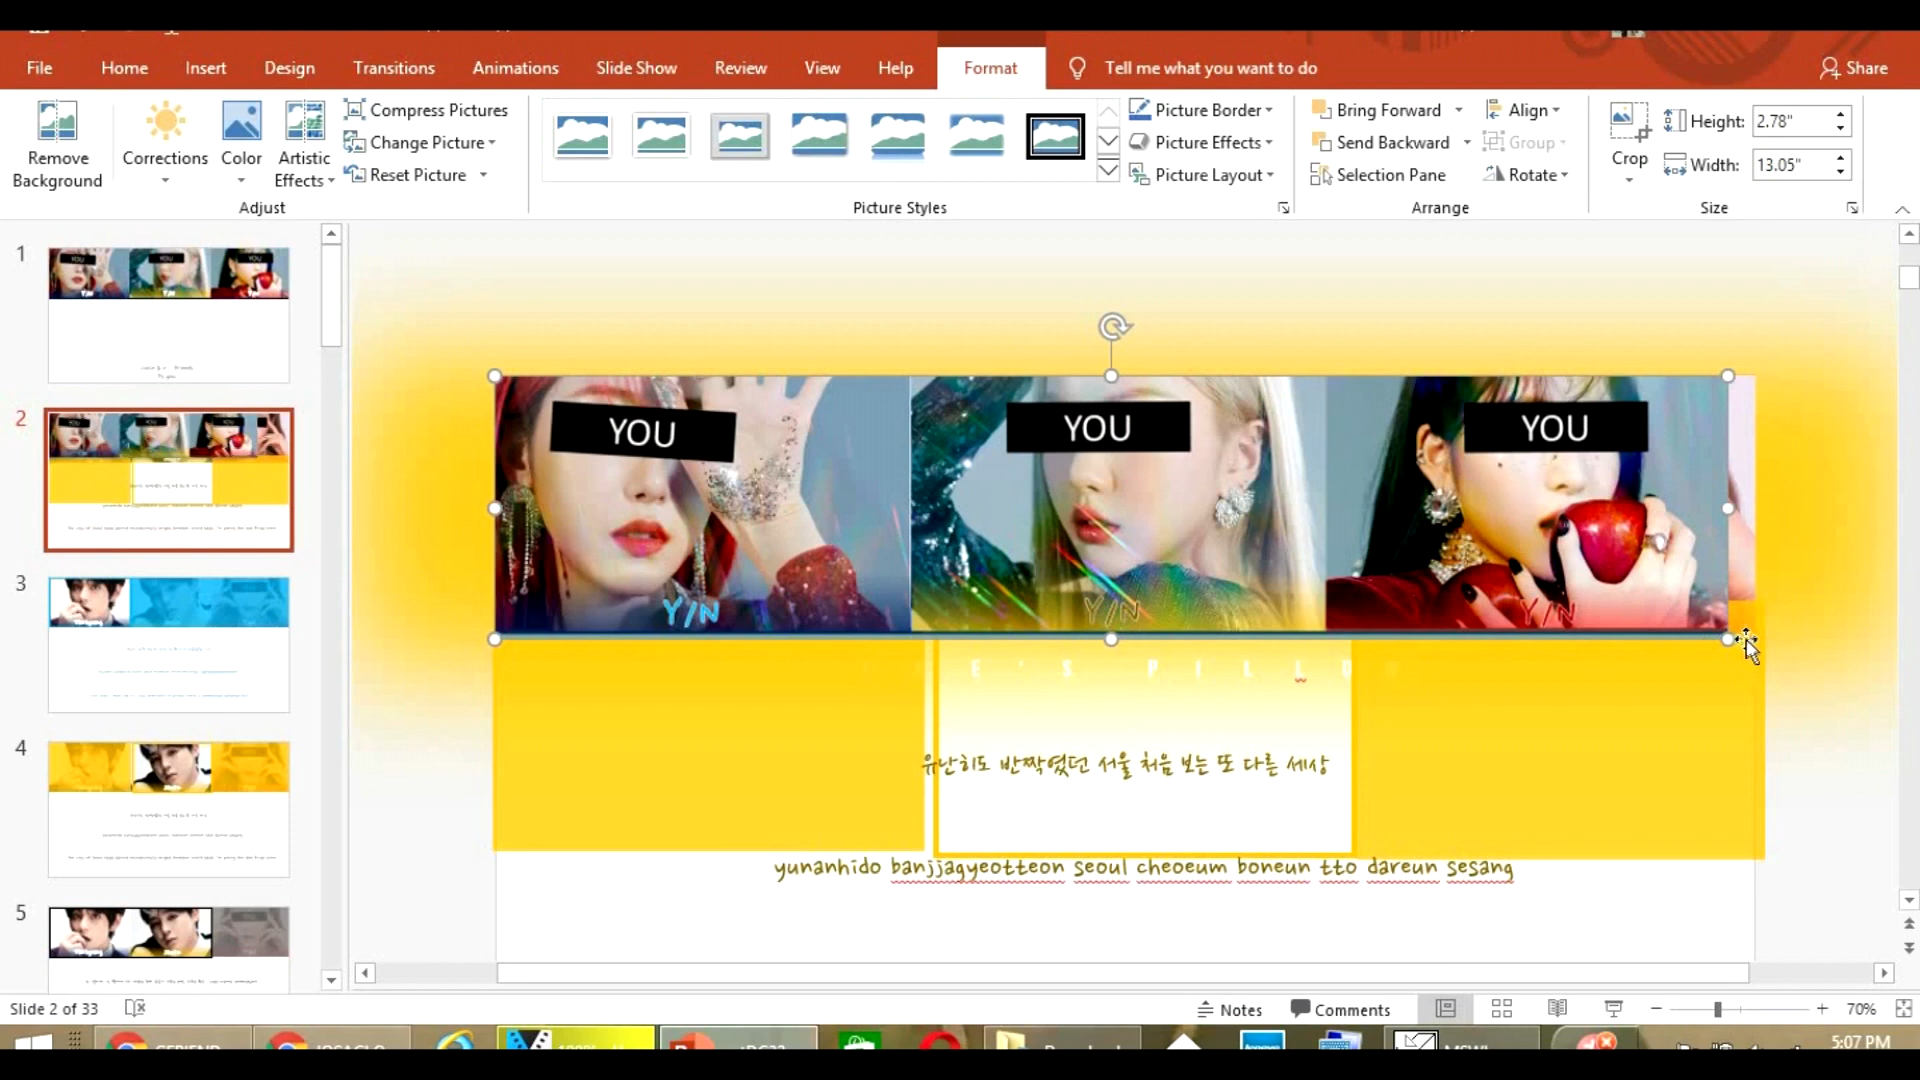 File Home Insert Design Transitions Animations Slide Show Review View Help Format Tell me what you want to do Share
Remove Background
Corrections
Color
Artistic Effects
Compress Pictures
Change Picture
Reset Picture
Adjust
Picture Styles
Picture Border
Picture Effects
Picture Layout
Bring Forward
Send Backward
Selection Pane
Align
Group
Rotate
Arrange
Crop
Height: 2.78"
Width: 13.05"
Size
1
2
3
4
5
YOU YOU YOU
Y/N Y/N Y/N
E ' S P I L L
유난히도 반짝였던 서울 처음 보는 또 다른 세상
yunanhido banjjagyeotteon seoul cheoeum boneun tto dareun sesang
Slide 2 of 33
Notes Comments 70%
5:07 PM